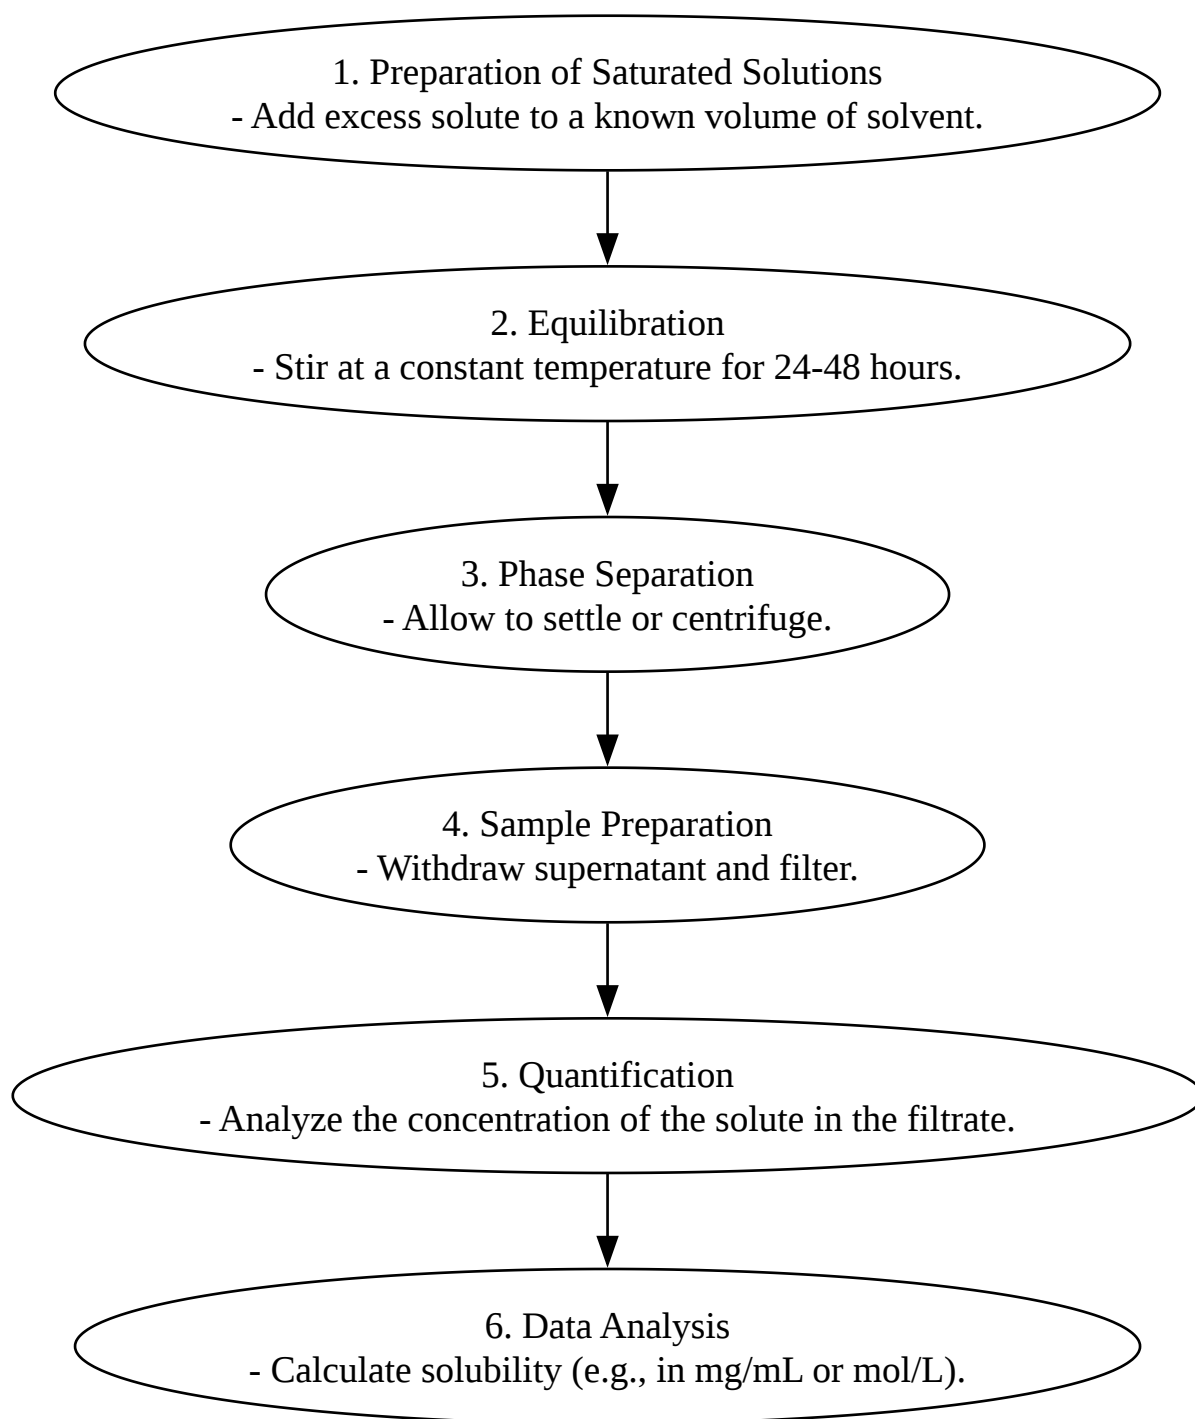 1. Preparation of Saturated Solutions
- Add excess solute to a known volume of solvent.
2. Equilibration
- Stir at a constant temperature for 24-48 hours.
3. Phase Separation
- Allow to settle or centrifuge.
4. Sample Preparation
- Withdraw supernatant and filter.
5. Quantification
- Analyze the concentration of the solute in the filtrate.
6. Data Analysis
- Calculate solubility (e.g., in mg/mL or mol/L).